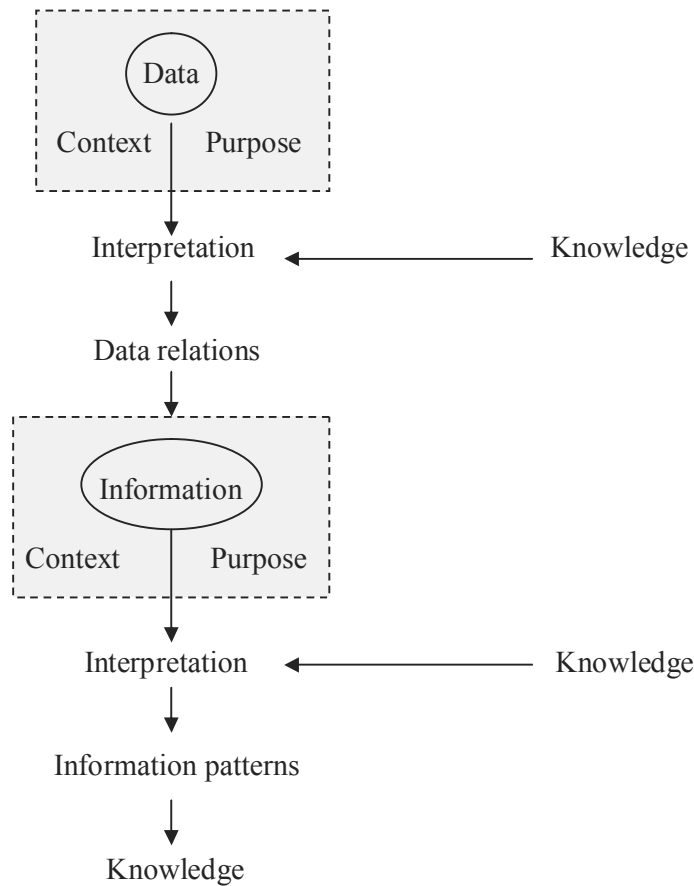 Data
Context Purpose
Interpretation Knowledge
Data relations
Information
Context Purpose
Interpretation Knowledge
Information patterns
Knowledge